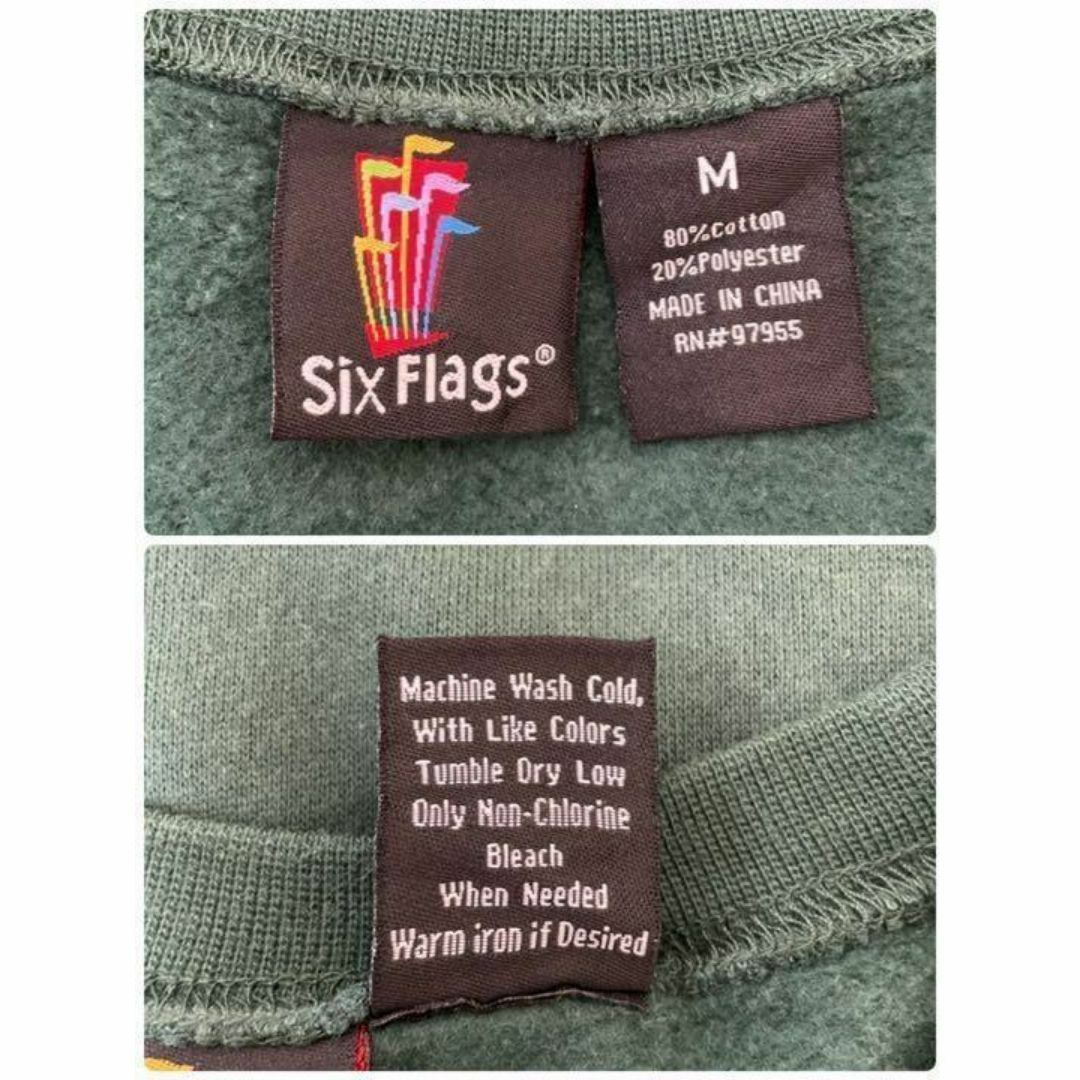 Six Flags®
M
80%Cotton
20%Polyester
MADE IN CHINA
RN#97955
Machine Wash Cold,
With Like Colors
Tumble Dry Low
Only Non-Chlorine
Bleach
When Needed
Warm iron if Desired